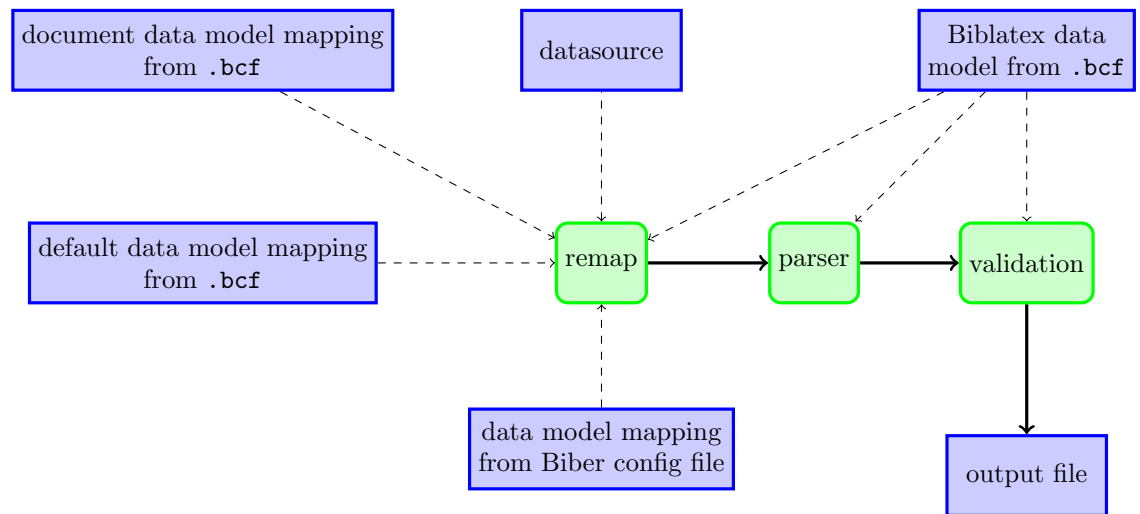 document data model mapping
from .bcf
datasource
Biblatex data
model from .bcf
default data model mapping
from .bcf
remap
parser
validation
data model mapping
from Biber config file
output file